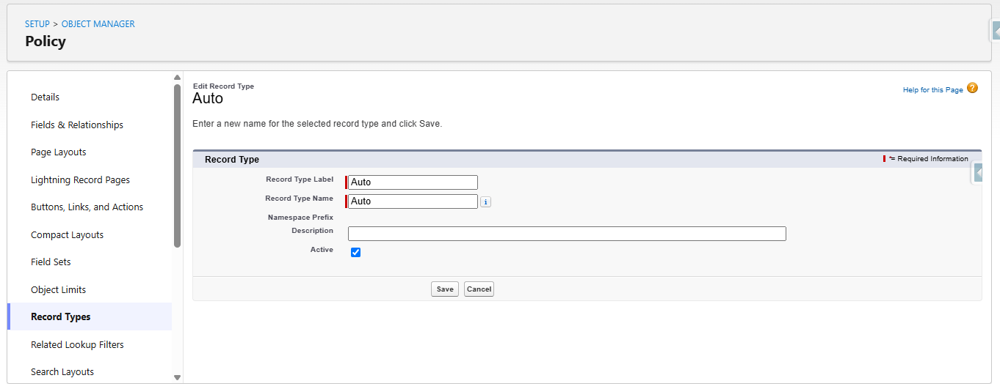 SETUP > OBJECT MANAGER
Policy
Details
Fields & Relationships
Page Layouts
Lightning Record Pages
Buttons, Links, and Actions
Compact Layouts
Field Sets
Object Limits
Record Types
Related Lookup Filters
Search Layouts
Edit Record Type
Auto
Help for this Page ?
Enter a new name for the selected record type and click Save.
Record Type
= Required Information
Record Type Label Auto
Record Type Name Auto i
Namespace Prefix
Description
Active
Save Cancel